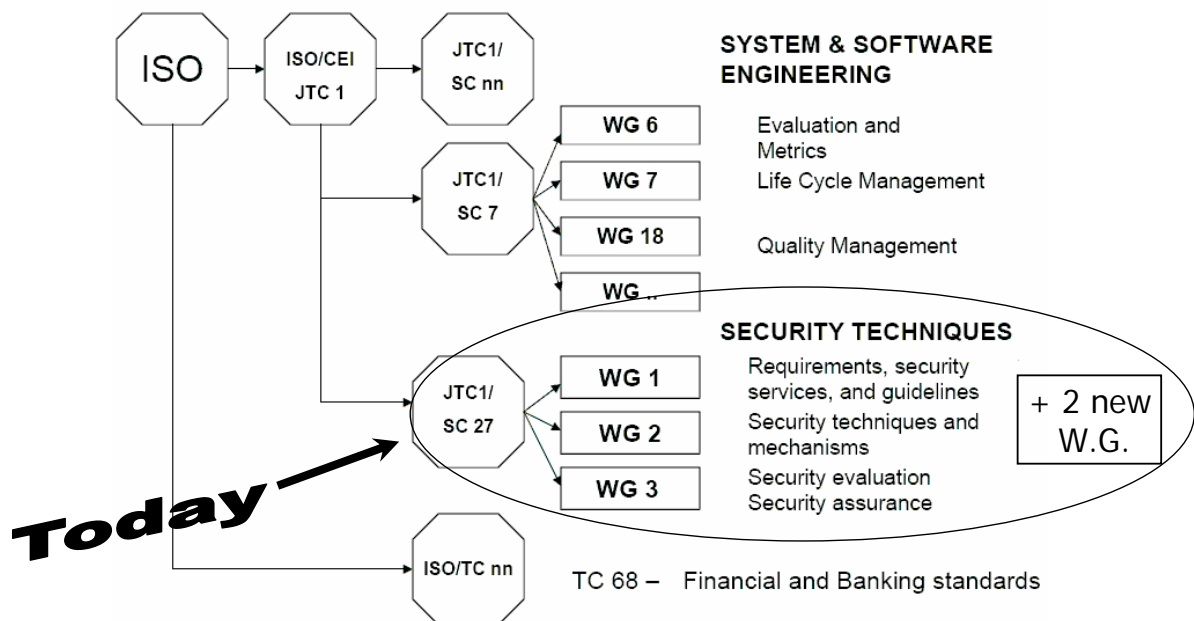 ISO
ISO/CEI
JTC 1
JTC1/
SC nn
SYSTEM & SOFTWARE
ENGINEERING
WG 6
Evaluation and
Metrics
JTC1/
SC 7
WG 7
Life Cycle Management
WG 18
Quality Management
WG ..
SECURITY TECHNIQUES
JTC1/
SC 27
WG 1
Requirements, security
services, and guidelines
WG 2
Security techniques and
mechanisms
WG 3
Security evaluation
Security assurance
+ 2 new
W.G.
Today
ISO/TC nn
TC 68 – Financial and Banking standards